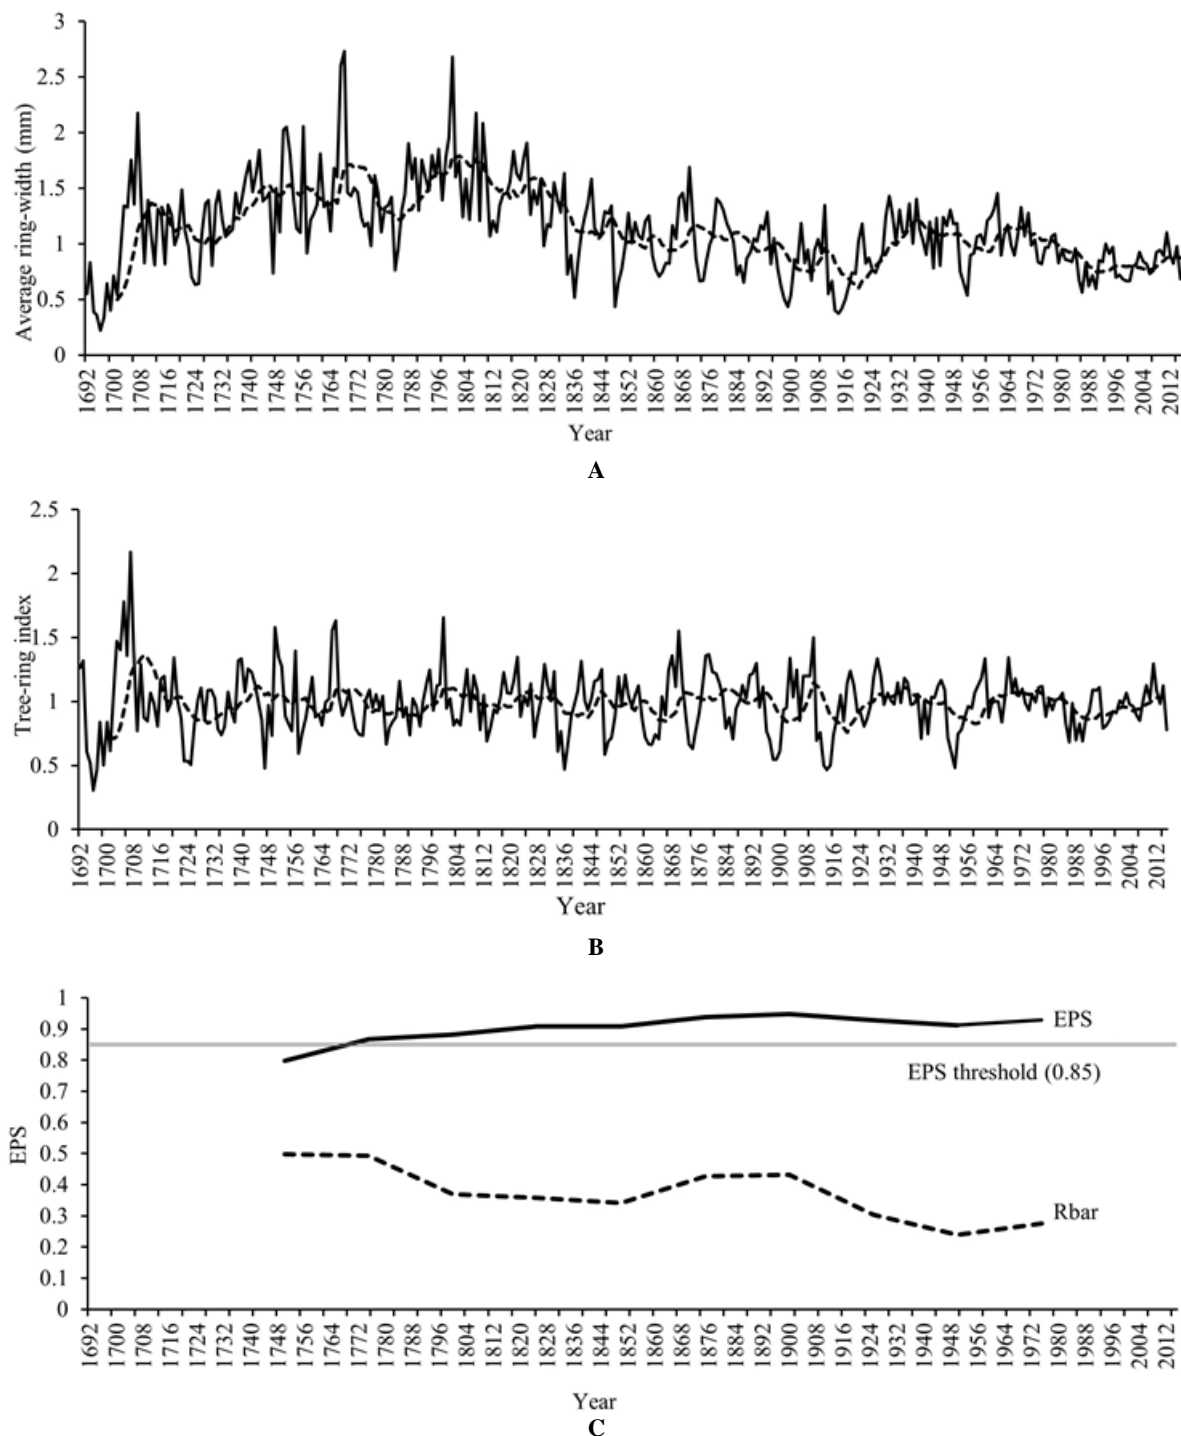 3
2.5
2
1.5
1
0.5
0
Average ring-width (mm)
1692 1700 1708 1716 1724 1732 1740 1748 1756 1764 1772 1780 1788 1796 1804 1812 1820 1828 1836 1844 1852 1860 1868 1876 1884 1892 1900 1908 1916 1924 1932 1940 1948 1956 1964 1972 1980 1988 1996 2004 2012
Year
A
2.5
2
1.5
1
0.5
0
Tree-ring index
1692 1700 1708 1716 1724 1732 1740 1748 1756 1764 1772 1780 1788 1796 1804 1812 1820 1828 1836 1844 1852 1860 1868 1876 1884 1892 1900 1908 1916 1924 1932 1940 1948 1956 1964 1972 1980 1988 1996 2004 2012
Year
B
1
0.9
0.8
0.7
0.6
0.5
0.4
0.3
0.2
0.1
0
EPS
EPS
EPS threshold (0.85)
Rbar
1692 1700 1708 1716 1724 1732 1740 1748 1756 1764 1772 1780 1788 1796 1804 1812 1820 1828 1836 1844 1852 1860 1868 1876 1884 1892 1900 1908 1916 1924 1932 1940 1948 1956 1964 1972 1980 1988 1996 2004 2012
Year
C